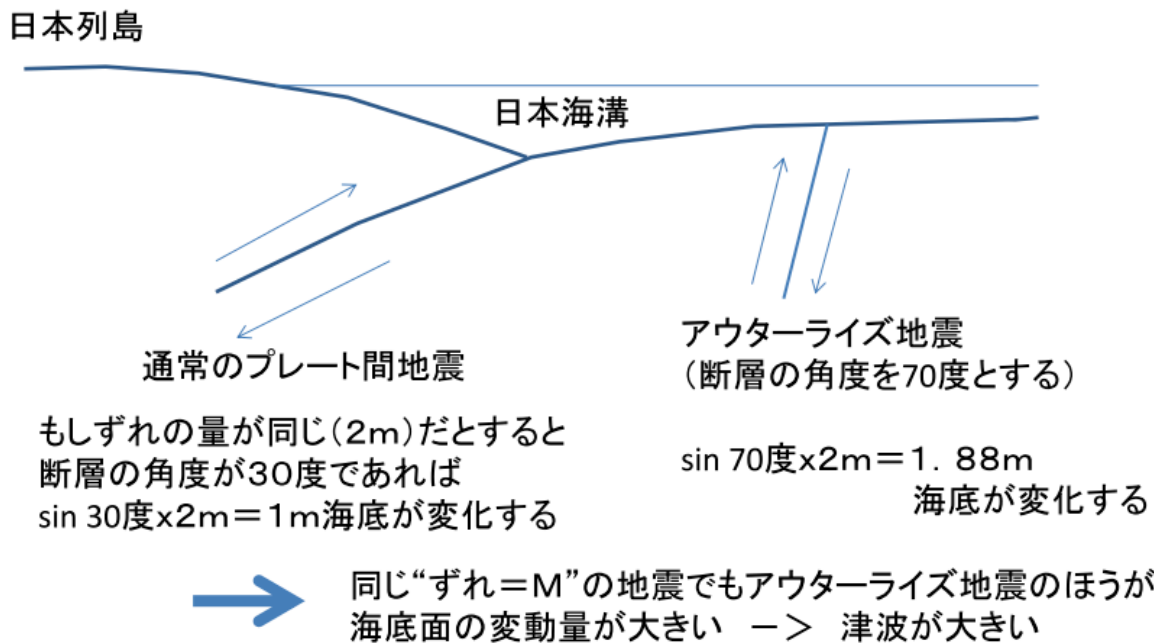 日本列島
日本海溝
通常のプレート間地震
もしずれの量が同じ(2m)だとすると
断層の角度が30度であれば
sin 30度x2m=1m海底が変化する
アウターライズ地震
(断層の角度を70度とする)
sin 70度x2m=1.88m
海底が変化する
同じ“ずれ=M”の地震でもアウターライズ地震のほうが
海底面の変動量が大きい ー> 津波が大きい